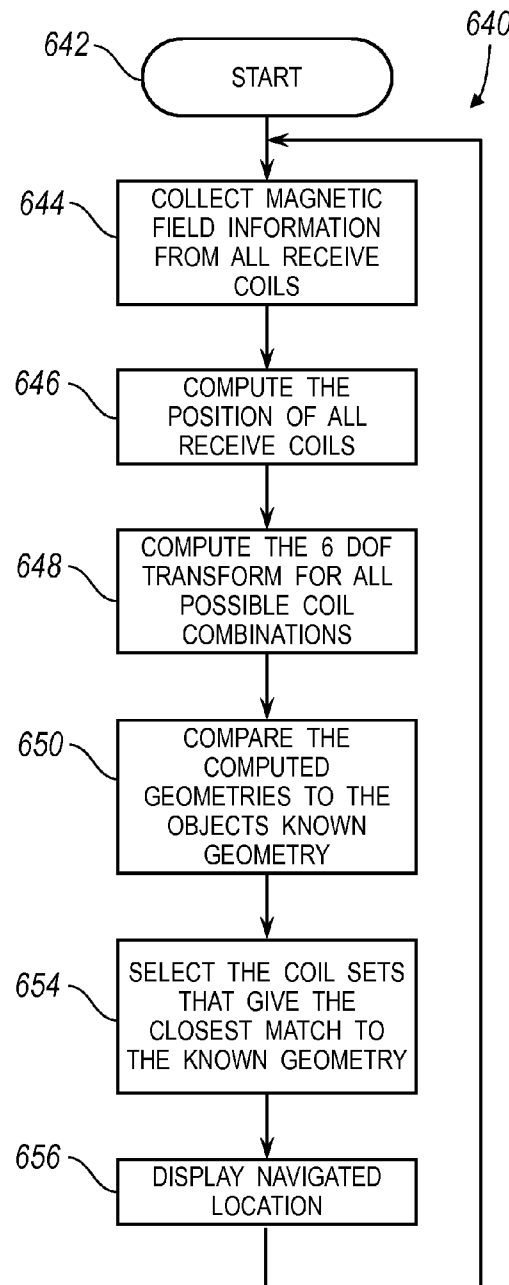 640
642
START
644
COLLECT MAGNETIC
FIELD INFORMATION
FROM ALL RECEIVE
COILS
646
COMPUTE THE
POSITION OF ALL
RECEIVE COILS
648
COMPUTE THE 6 DOF
TRANSFORM FOR ALL
POSSIBLE COIL
COMBINATIONS
650
COMPARE THE
COMPUTED
GEOMETRIES TO THE
OBJECTS KNOWN
GEOMETRY
654
SELECT THE COIL SETS
THAT GIVE THE
CLOSEST MATCH TO
THE KNOWN GEOMETRY
656
DISPLAY NAVIGATED
LOCATION